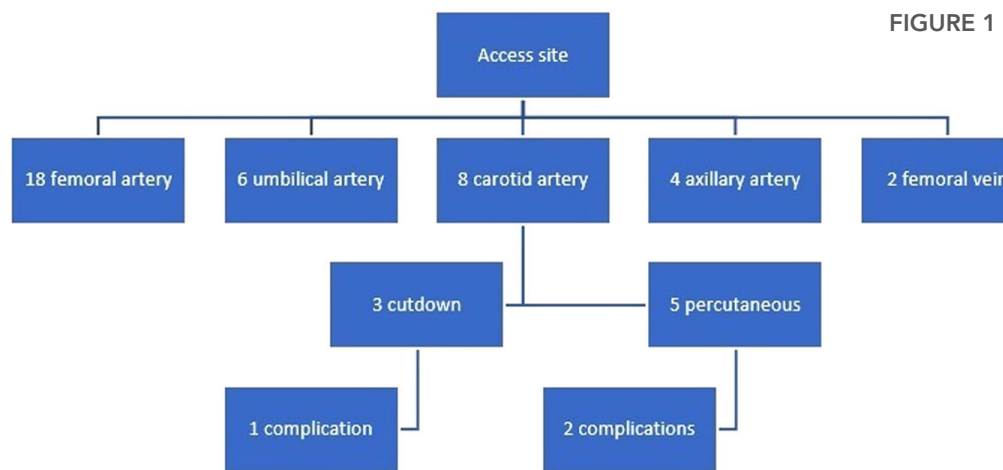 FIGURE 1
Access site
18 femoral artery
6 umbilical artery
8 carotid artery
4 axillary artery
2 femoral vein
3 cutdown
5 percutaneous
1 complication
2 complications